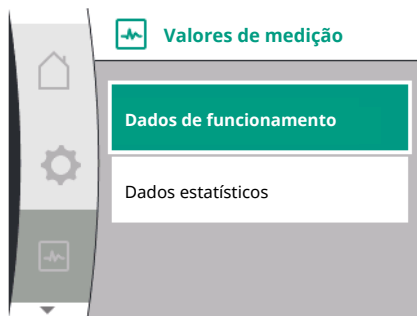 Valores de medição
Dados de funcionamento
Dados estatísticos